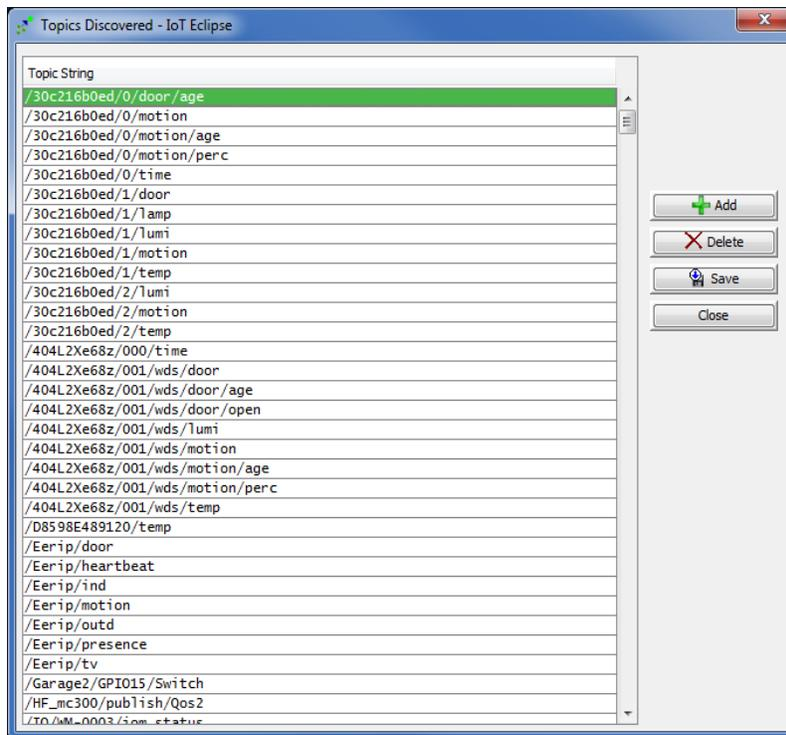 Topics Discovered - IoT Eclipse
Topic String
/30c216b0ed/0/door/age
/30c216b0ed/0/motion
/30c216b0ed/0/motion/age
/30c216b0ed/0/motion/perc
/30c216b0ed/0/time
/30c216b0ed/1/door
/30c216b0ed/1/lamp
/30c216b0ed/1/lumi
/30c216b0ed/1/motion
/30c216b0ed/1/temp
/30c216b0ed/2/lumi
/30c216b0ed/2/motion
/30c216b0ed/2/temp
/404L2Xe68z/000/time
/404L2Xe68z/001/wds/door
/404L2Xe68z/001/wds/door/age
/404L2Xe68z/001/wds/door/open
/404L2Xe68z/001/wds/lumi
/404L2Xe68z/001/wds/motion
/404L2Xe68z/001/wds/motion/age
/404L2Xe68z/001/wds/motion/perc
/404L2Xe68z/001/wds/temp
/D8598E489120/temp
/Eerip/door
/Eerip/heartbeat
/Eerip/ind
/Eerip/motion
/Eerip/outd
/Eerip/presence
/Eerip/tv
/Garage2/GPIO15/Switch
/HF_mc300/publish/Qos2
Add
Delete
Save
Close